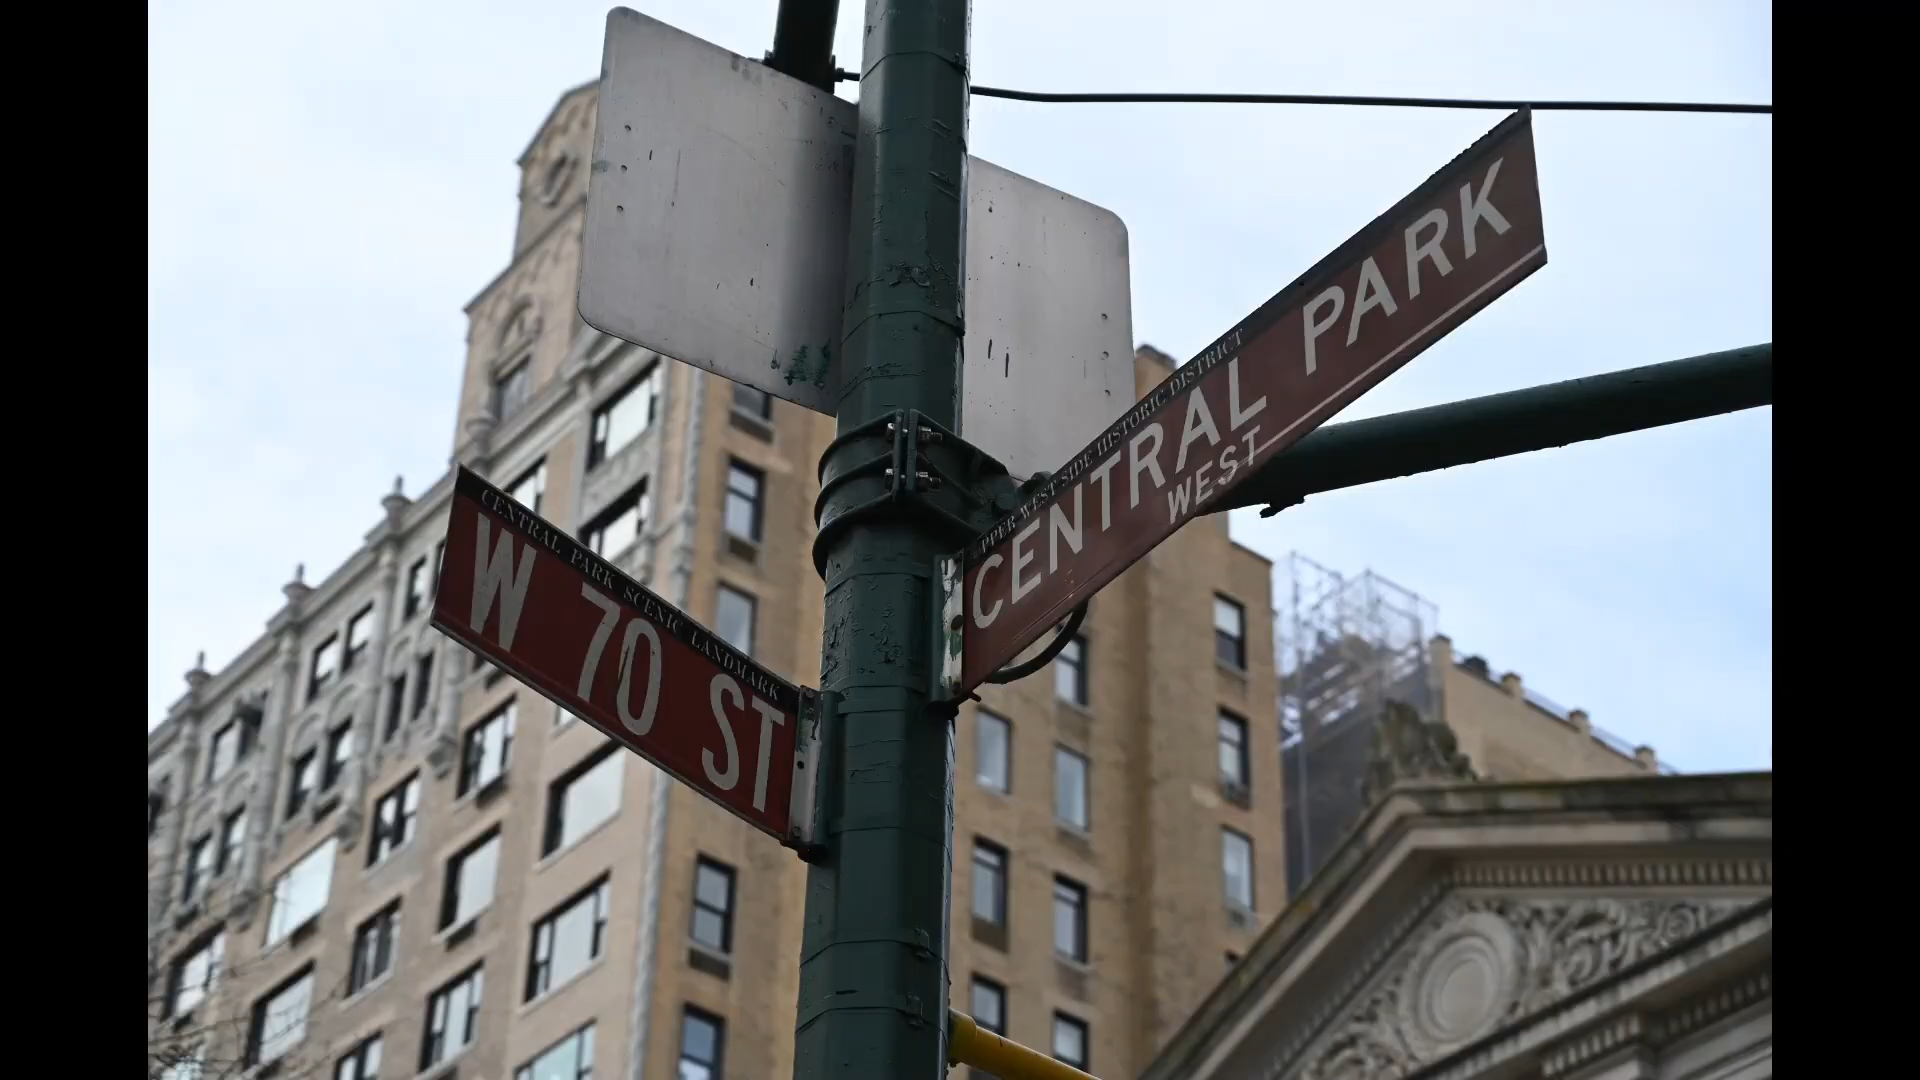 CENTRAL PARK SCENIC LANDMARK
W 70 ST
PPER WEST SIDE HISTORIC DISTRICT
CENTRAL PARK
WEST